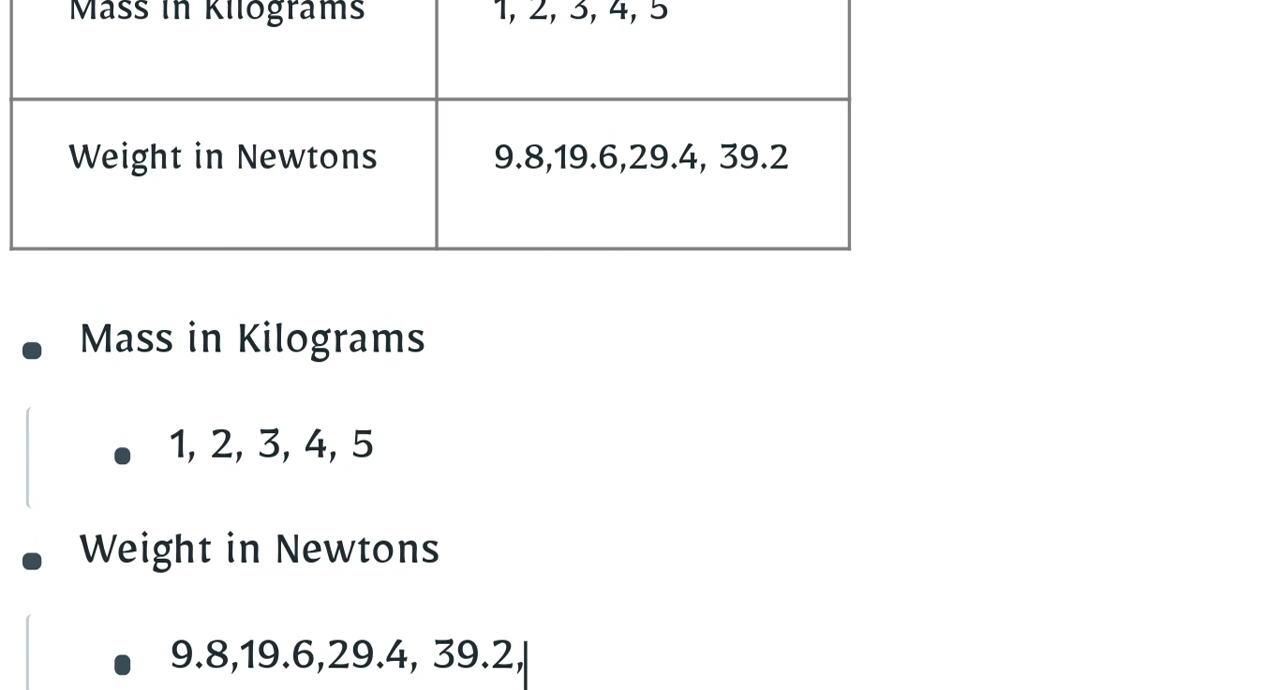 Mass in Kilograms 1, 2, 3, 4, 5
Weight in Newtons 9.8,19.6,29.4, 39.2
Mass in Kilograms
1, 2, 3, 4, 5
Weight in Newtons
9.8,19.6,29.4, 39.2,